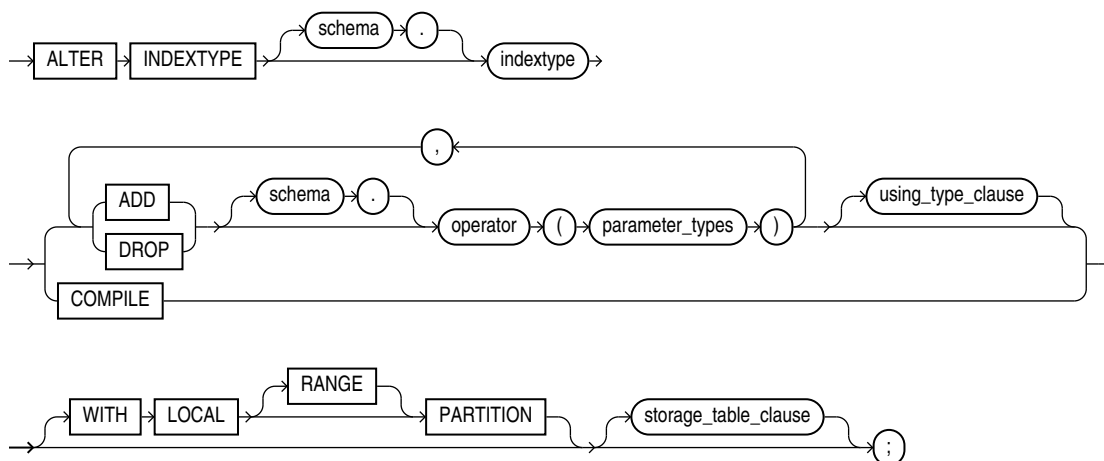 schema .
ALTER INDEXTYPE indextype
,
ADD schema . using_type_clause
operator ( parameter_types )
DROP
COMPILE
RANGE
WITH LOCAL PARTITION storage_table_clause
;